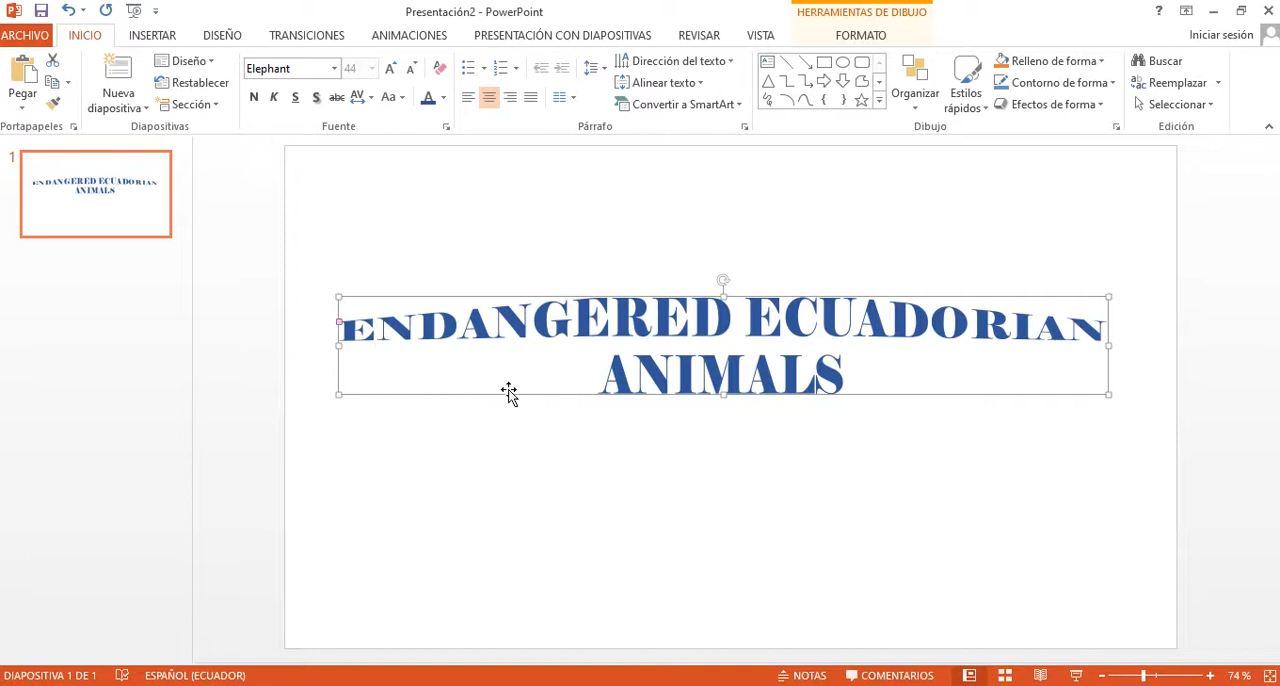 Presentación2 - PowerPoint
HERRAMIENTAS DE DIBUJO
?
ARCHIVO INICIO INSERTAR DISEÑO TRANSICIONES ANIMACIONES PRESENTACIÓN CON DIAPOSITIVAS REVISAR VISTA FORMATO Iniciar sesión
Pegar
Portapapeles
Nueva
diapositiva
Diseño
Restablecer
Sección
Diapositivas
Elephant 44
N K S S abc AV Aa A
Fuente
Dirección del texto
Alinear texto
Convertir a SmartArt
Párrafo
Organizar
Estilos
rápidos
Relleno de forma
Contorno de forma
Efectos de forma
Dibujo
Buscar
Reemplazar
Seleccionar
Edición
1
ENDANGERED ECUADORIAN
ANIMALS
ENDANGERED ECUADORIAN
ANIMALS
DIAPOSITIVA 1 DE 1 ESPAÑOL (ECUADOR) NOTAS COMENTARIOS 74 %